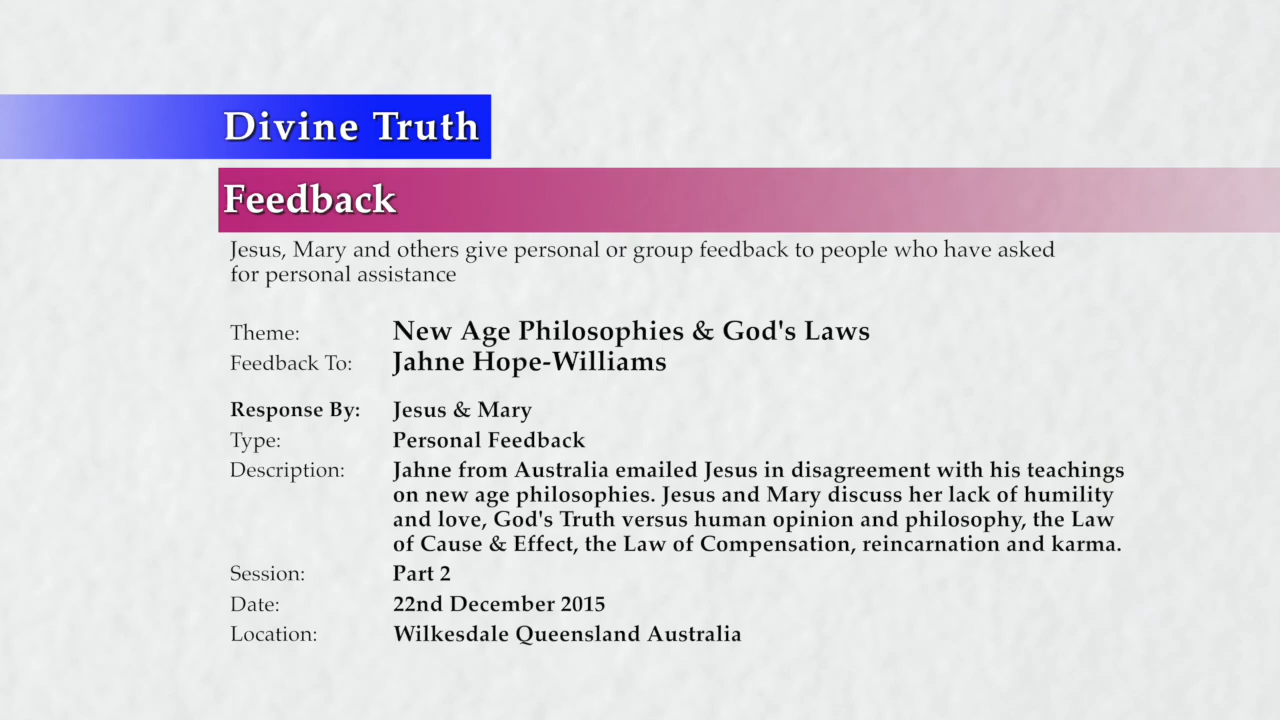 Divine Truth
Feedback
Jesus, Mary and others give personal or group feedback to people who have asked
for personal assistance
Theme: New Age Philosophies & God's Laws
Feedback To: Jahne Hope-Williams
Response By: Jesus & Mary
Type: Personal Feedback
Description: Jahne from Australia emailed Jesus in disagreement with his teachings
on new age philosophies. Jesus and Mary discuss her lack of humility
and love, God's Truth versus human opinion and philosophy, the Law
of Cause & Effect, the Law of Compensation, reincarnation and karma.
Session: Part 2
Date: 22nd December 2015
Location: Wilkesdale Queensland Australia